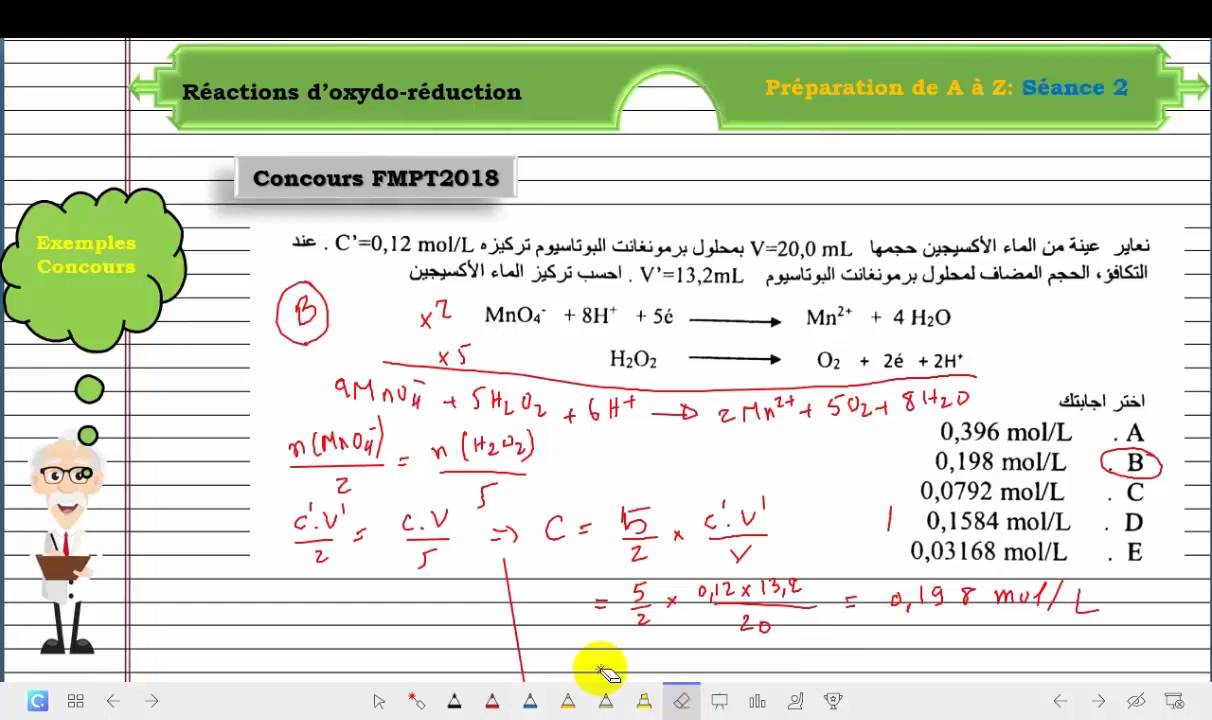 Réactions d'oxydo-réduction
Préparation de A à Z: Séance 2
Concours FMPT2018
Exemples
Concours
نعاير عينة من الماء الأكسيجين حجمها V=20,0 mL بمحلول برمونغانت البوتاسيوم تركيزه C'=0,12 mol/L . عند
التكافؤ، الحجم المضاف لمحلول برمونغانت البوتاسيوم V'=13,2mL . احسب تركيز الماء الأكسيجين
B
x2 MnO₄⁻ + 8H⁺ + 5é → Mn²⁺ + 4 H₂O
x5 H₂O₂ → O₂ + 2é + 2H⁺
2MnO₄⁻ + 5H₂O₂ + 6H⁺ → 2Mn²⁺ + 5O₂ + 8H₂O
اختر اجابتك
0,396 mol/L . A
0,198 mol/L . B
0,0792 mol/L . C
0,1584 mol/L . D
0,03168 mol/L . E
n(MnO₄⁻)/2 = n(H₂O₂)/5
C'.V'/2 = C.V/5 => C = 5/2 x C'.V'/V
= 5/2 x 0,12 x 13,2/20 = 0,198 mol/L